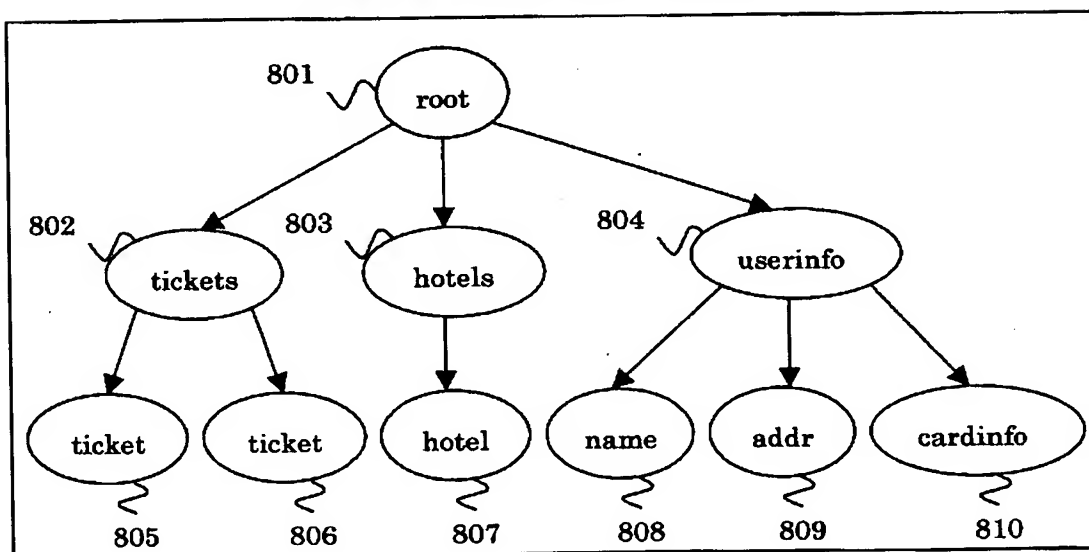 801
root
802
803
804
tickets
hotels
userinfo
ticket
ticket
hotel
name
addr
cardinfo
805
806
807
808
809
810